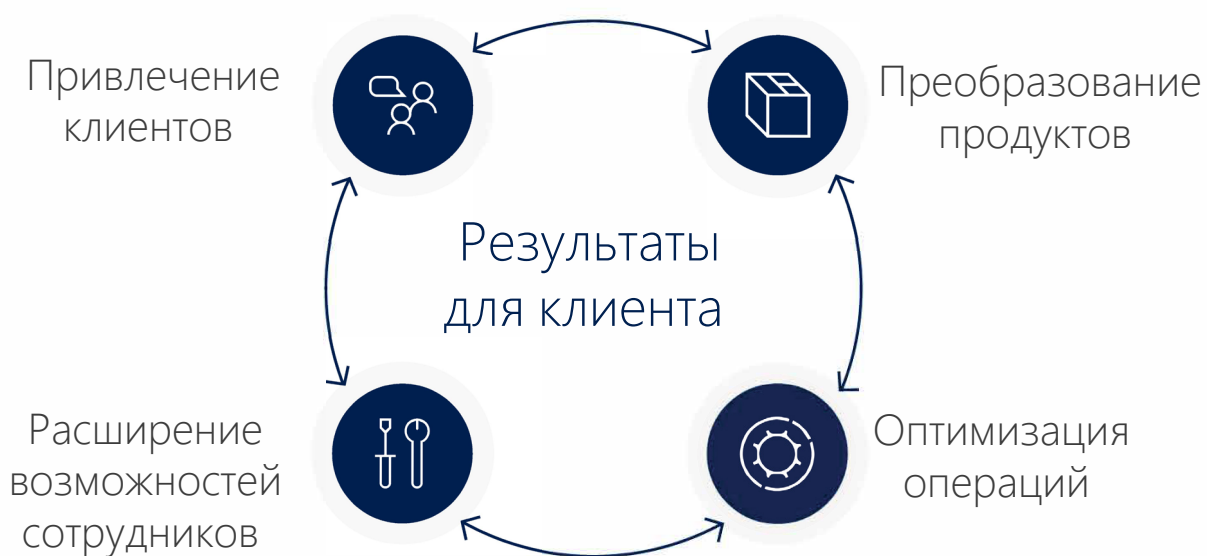 Привлечение
клиентов
Преобразование
продуктов
Результаты
для клиента
Расширение
возможностей
сотрудников
Оптимизация
операций